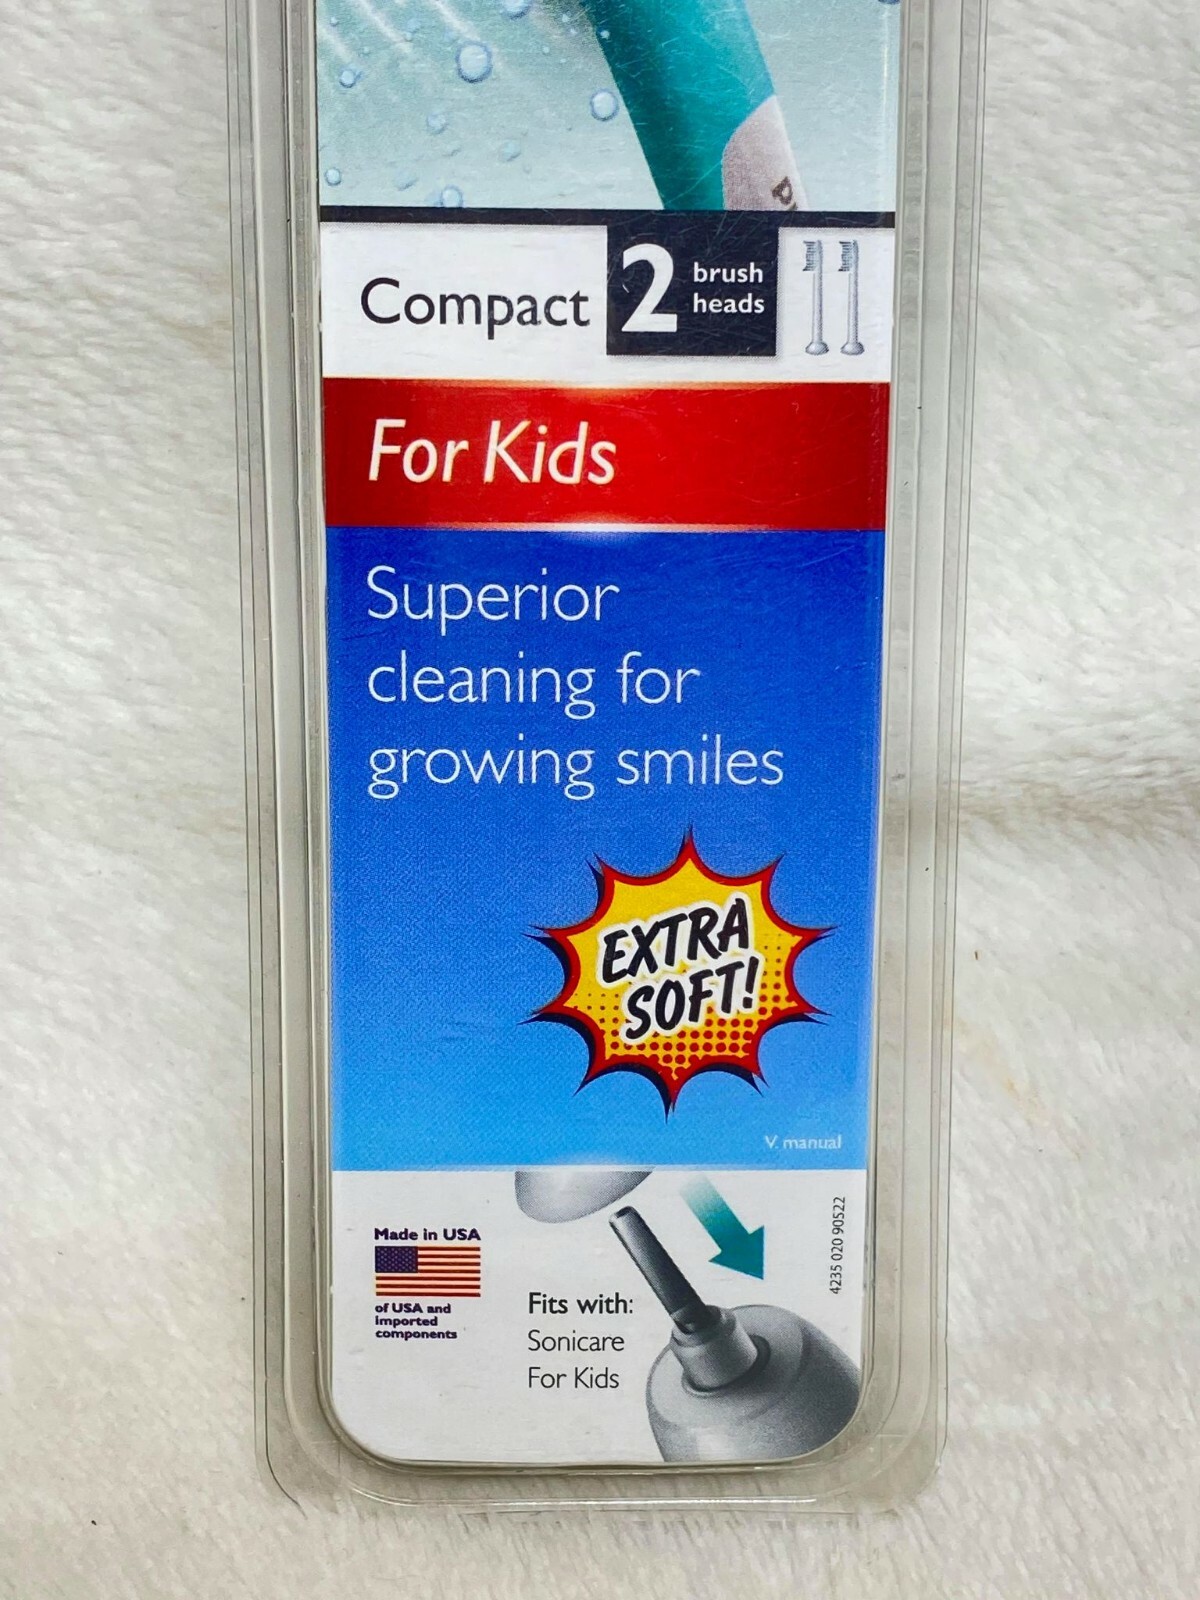 Compact
2
brush
heads
For Kids
Superior
cleaning for
growing smiles
EXTRA
SOFT!
V. manual
Made in USA
of USA and
imported
components
Fits with:
Sonicare
For Kids
4235 020 90522